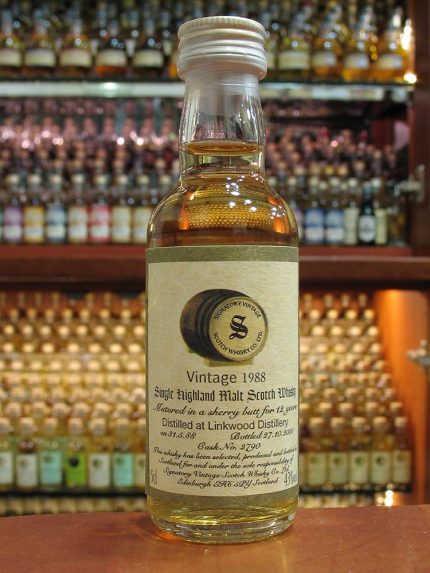 SIGNATORY VINTAGE
S
SCOTCH WHISKY CO. LTD.
Vintage 1988
Single Highland Malt Scotch Whisky
Matured in a sherry butt for 12 years
Distilled at Linkwood Distillery
on 31.5.88 Bottled 27.10.2000
Cask No. 2790
This whisky has been selected, produced and bottled in
Scotland for and under the sole responsibility of
Signatory Vintage Scotch Whisky Co. Ltd.
5cl Edinburgh EH6 5PY Scotland 43%